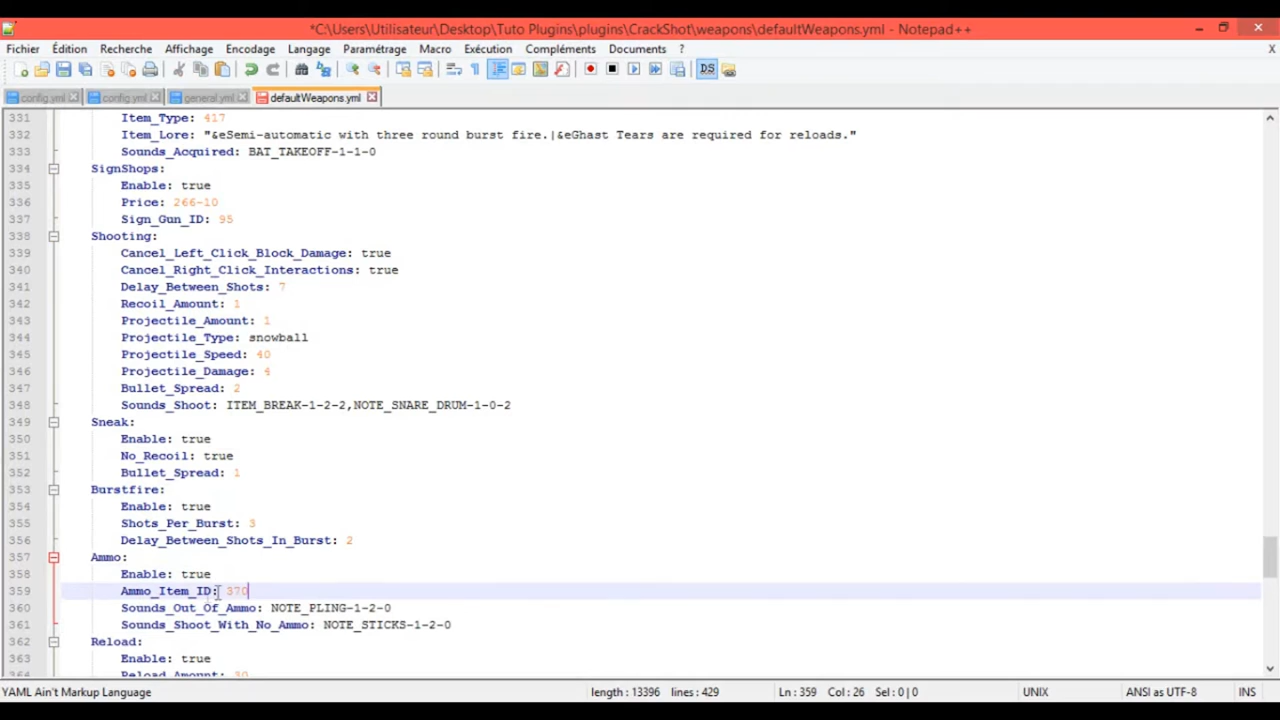 *C:\Users\Utilisateur\Desktop\Tuto Plugins\plugins\CrackShot\weapons\defaultWeapons.yml - Notepad++
Fichier Édition Recherche Affichage Encodage Langage Paramétrage Macro Exécution Compléments Documents ? X
config.yml config.yml general.yml defaultWeapons.yml
331 Item_Type: 417
332 Item_Lore: "&eSemi-automatic with three round burst fire.|&eGhast Tears are required for reloads."
333 Sounds_Acquired: BAT_TAKEOFF-1-1-0
334 SignShops:
335 Enable: true
336 Price: 266-10
337 Sign_Gun_ID: 95
338 Shooting:
339 Cancel_Left_Click_Block_Damage: true
340 Cancel_Right_Click_Interactions: true
341 Delay_Between_Shots: 7
342 Recoil_Amount: 1
343 Projectile_Amount: 1
344 Projectile_Type: snowball
345 Projectile_Speed: 40
346 Projectile_Damage: 4
347 Bullet_Spread: 2
348 Sounds_Shoot: ITEM_BREAK-1-2-2,NOTE_SNARE_DRUM-1-0-2
349 Sneak:
350 Enable: true
351 No_Recoil: true
352 Bullet_Spread: 1
353 Burstfire:
354 Enable: true
355 Shots_Per_Burst: 3
356 Delay_Between_Shots_In_Burst: 2
357 Ammo:
358 Enable: true
359 Ammo_Item_ID: 370
360 Sounds_Out_Of_Ammo: NOTE_PLING-1-2-0
361 Sounds_Shoot_With_No_Ammo: NOTE_STICKS-1-2-0
362 Reload:
363 Enable: true
364 Reload_Amount: 30
YAML Ain't Markup Language length : 13396 lines : 429 Ln : 359 Col : 26 Sel : 0 | 0 UNIX ANSI as UTF-8 INS